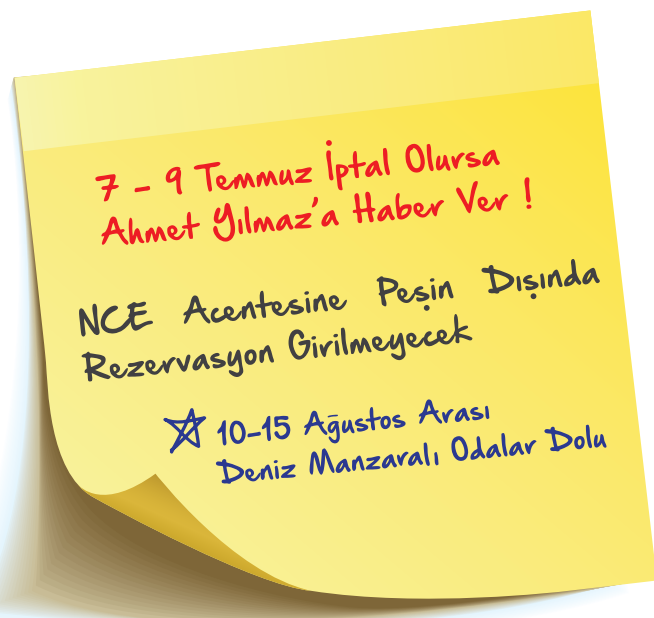 7 - 9 Temmuz İptal Olursa
Ahmet Yılmaz'a Haber Ver !
NCE Acentesine Peşin Dışında
Rezervasyon Girilmeyecek
10-15 Ağustos Arası
Deniz Manzaralı Odalar Dolu